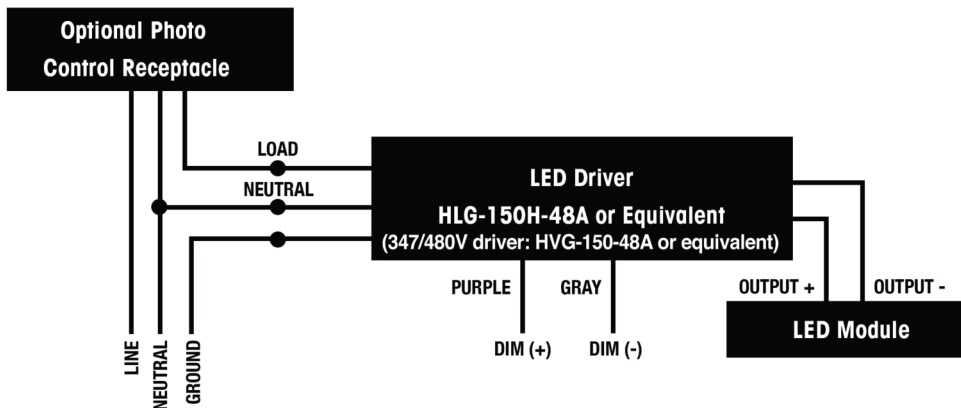 Optional Photo
Control Receptacle
LOAD
NEUTRAL
LED Driver
HLG-150H-48A or Equivalent
(347/480V driver: HVG-150-48A or equivalent)
PURPLE
GRAY
OUTPUT +
OUTPUT -
LED Module
DIM (+)
DIM (-)
LINE
NEUTRAL
GROUND